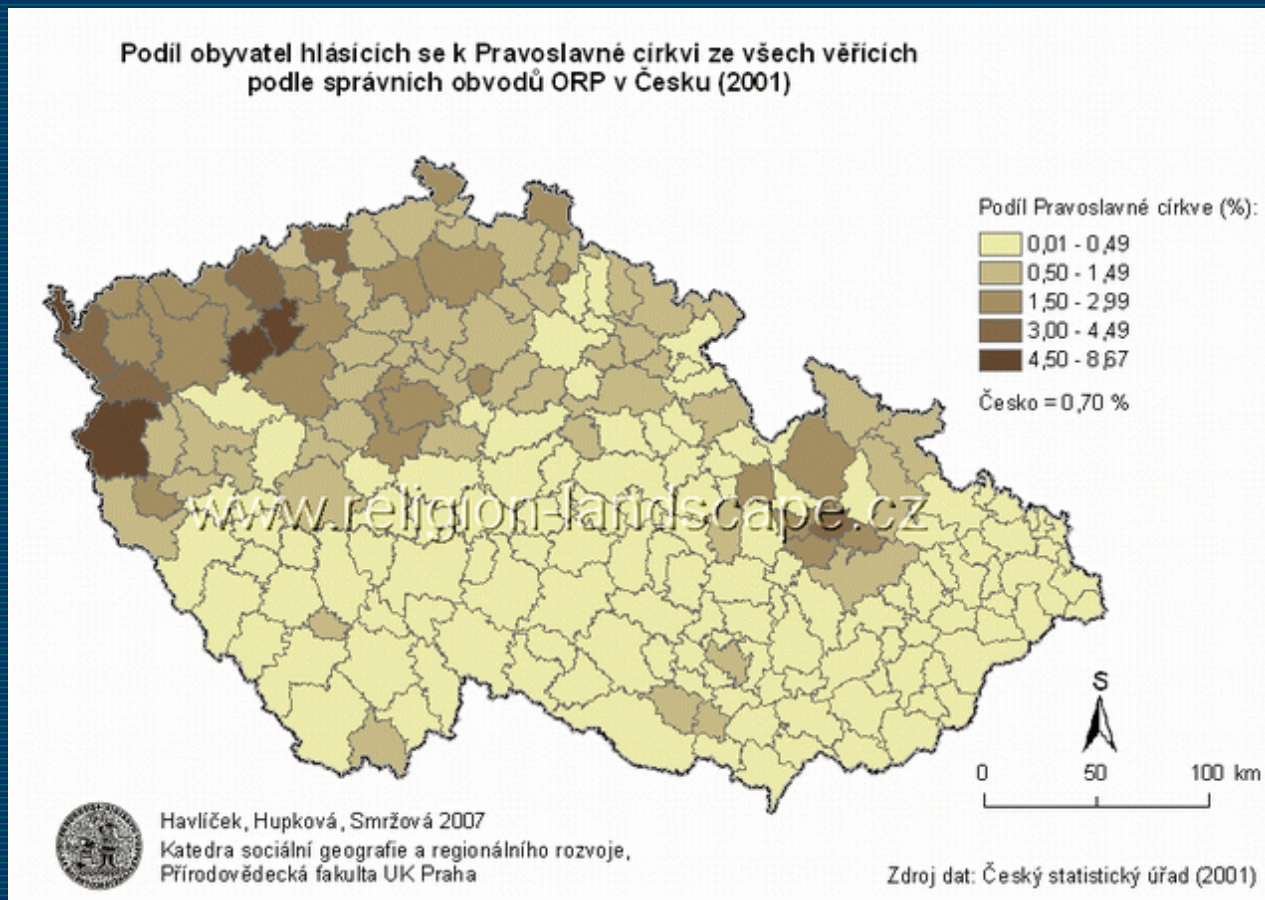 Podíl obyvatel hlásících se k Pravoslavné církvi ze všech věřících
podle správních obvodů ORP v Česku (2001)
Podíl Pravoslavné církve (%):
0,01 - 0,49
0,50 - 1,49
1,50 - 2,99
3,00 - 4,49
4,50 - 8,67
Česko = 0,70 %
www.religion-landscape.cz
S
0 50 100 km
Havlíček, Hupková, Smržová 2007
Katedra sociální geografie a regionálního rozvoje,
Přírodovědecká fakulta UK Praha
Zdroj dat: Český statistický úřad (2001)